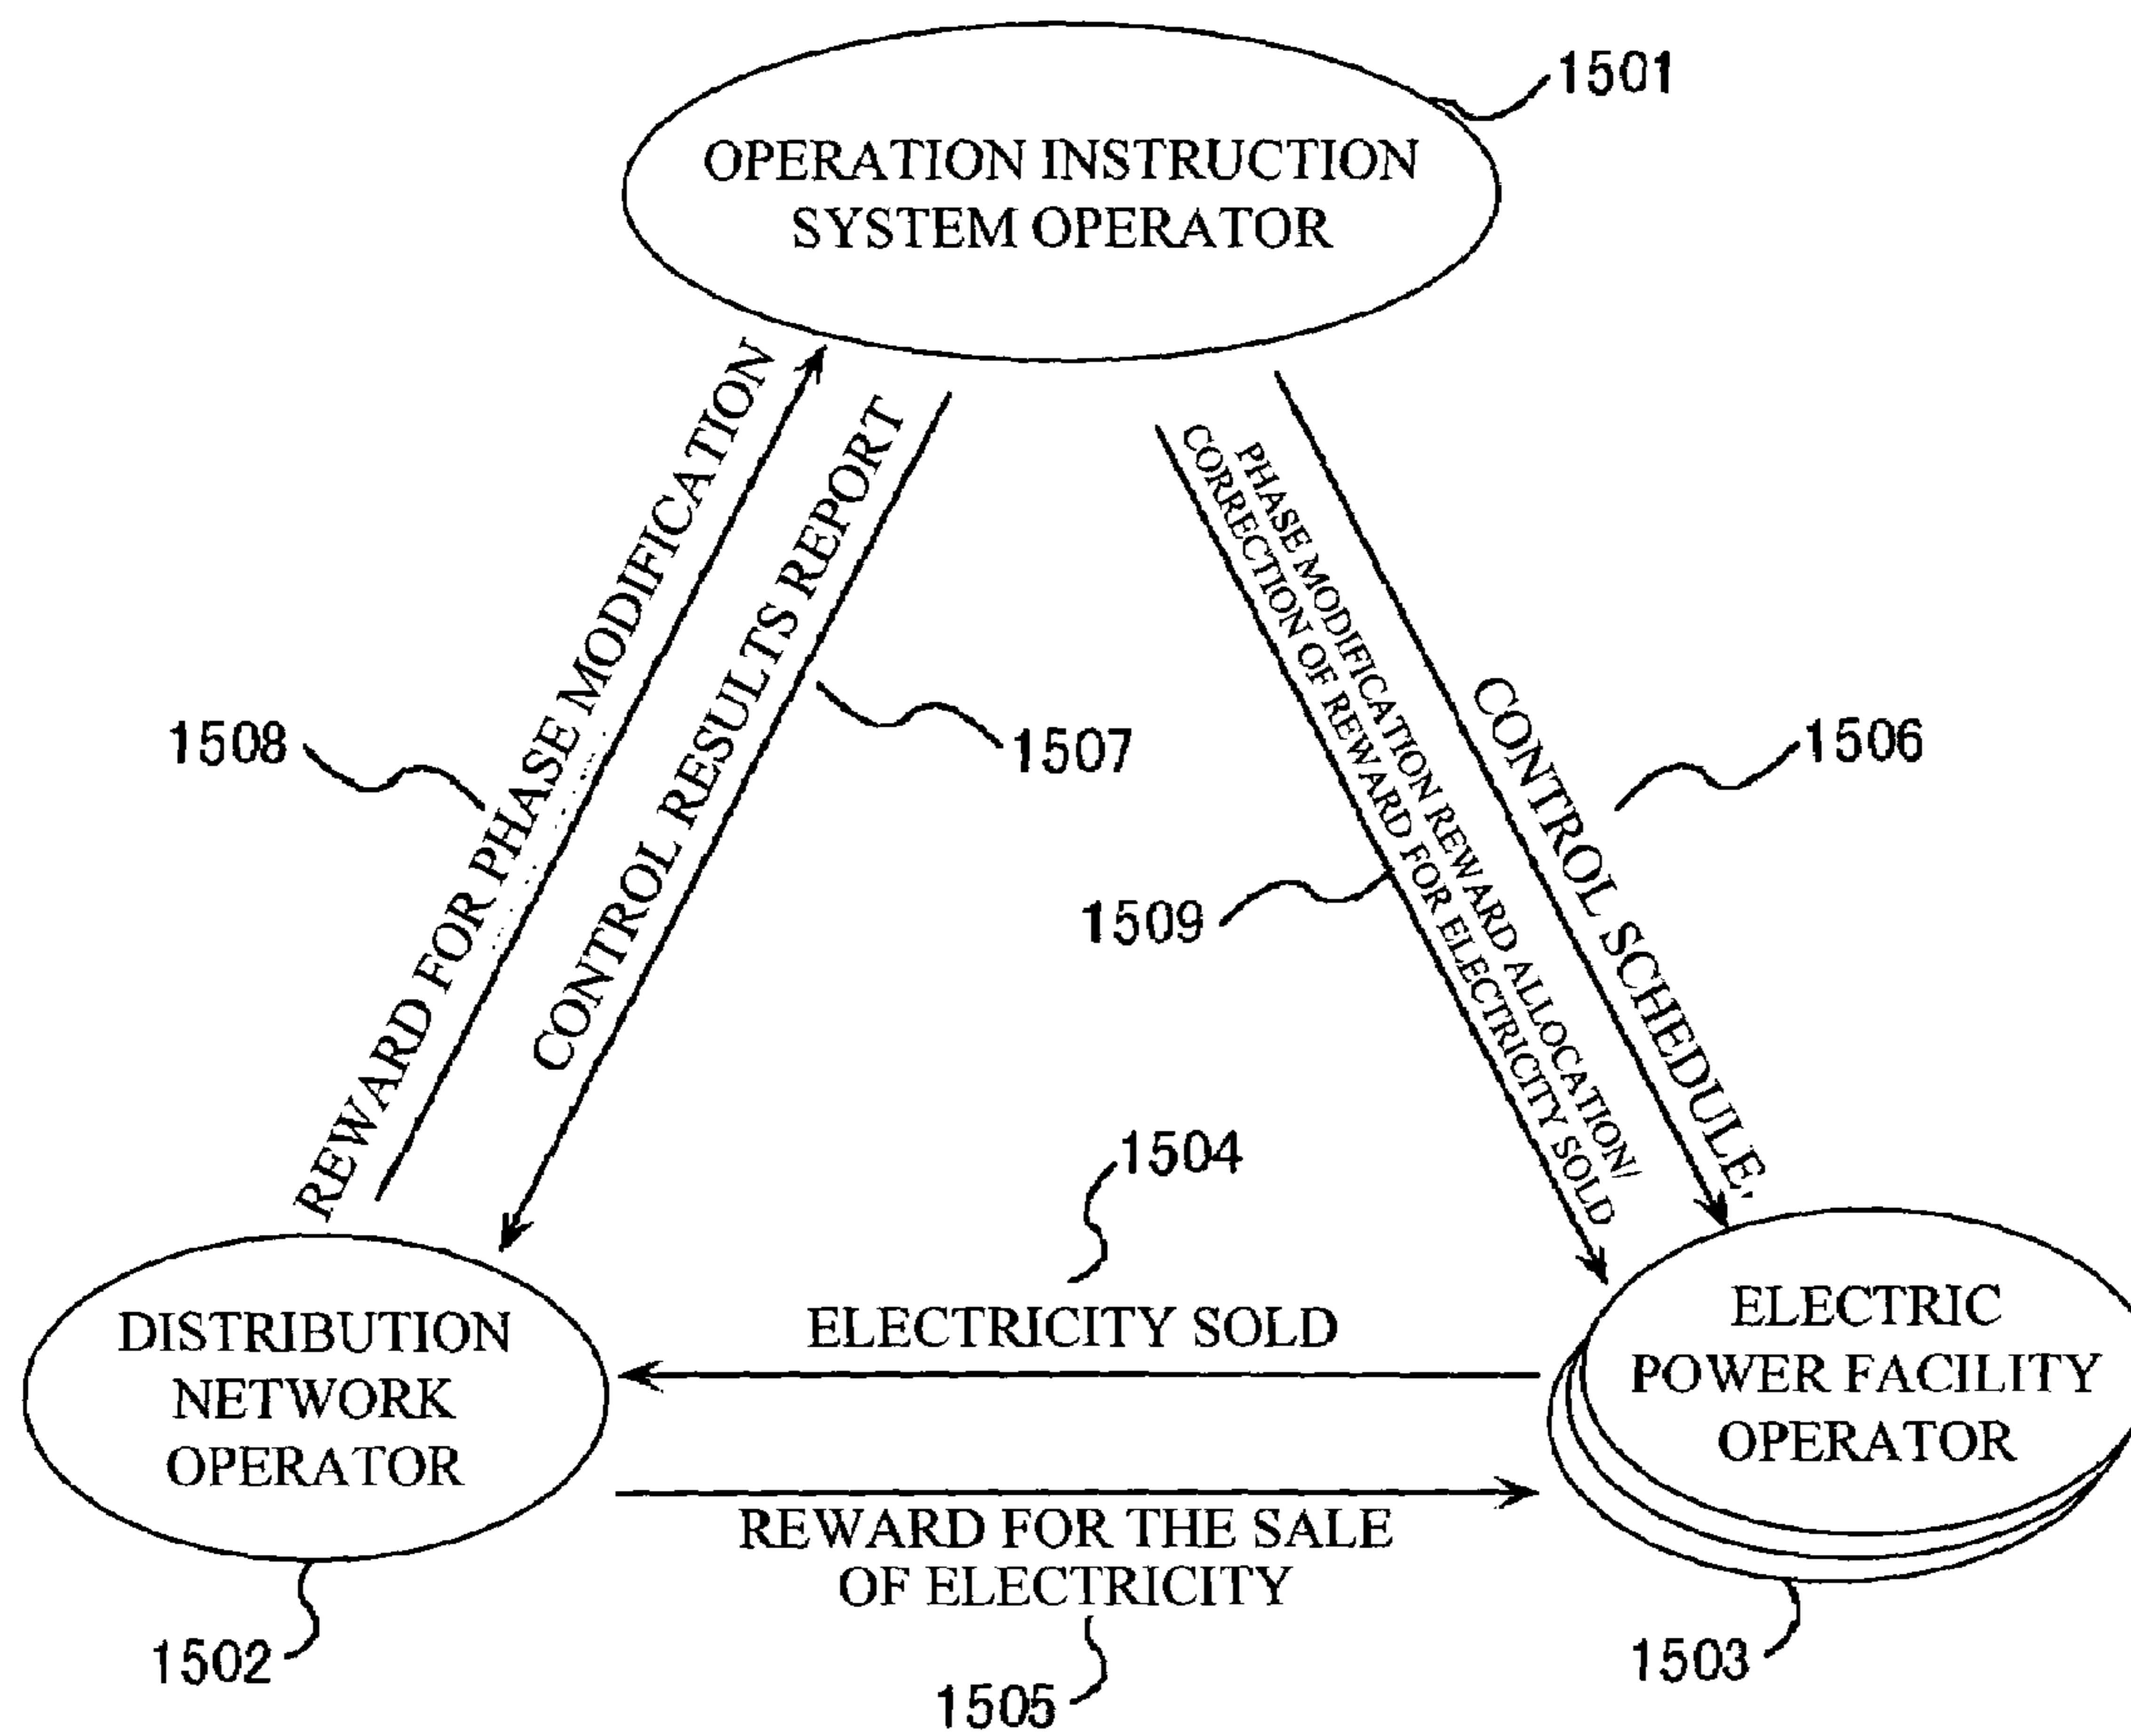 1501
OPERATION INSTRUCTION
SYSTEM OPERATOR
REWARD FOR PHASE MODIFICATION
CONTROL RESULTS REPORT
PHASE MODIFICATION REWARD ALLOCATION/
CORRECTION OF REWARD FOR ELECTRICITY SOLD
CONTROL SCHEDULE
1508
1507
1506
1509
1504
DISTRIBUTION
NETWORK
OPERATOR
ELECTRICITY SOLD
ELECTRIC
POWER FACILITY
OPERATOR
REWARD FOR THE SALE
OF ELECTRICITY
1502
1503
1505